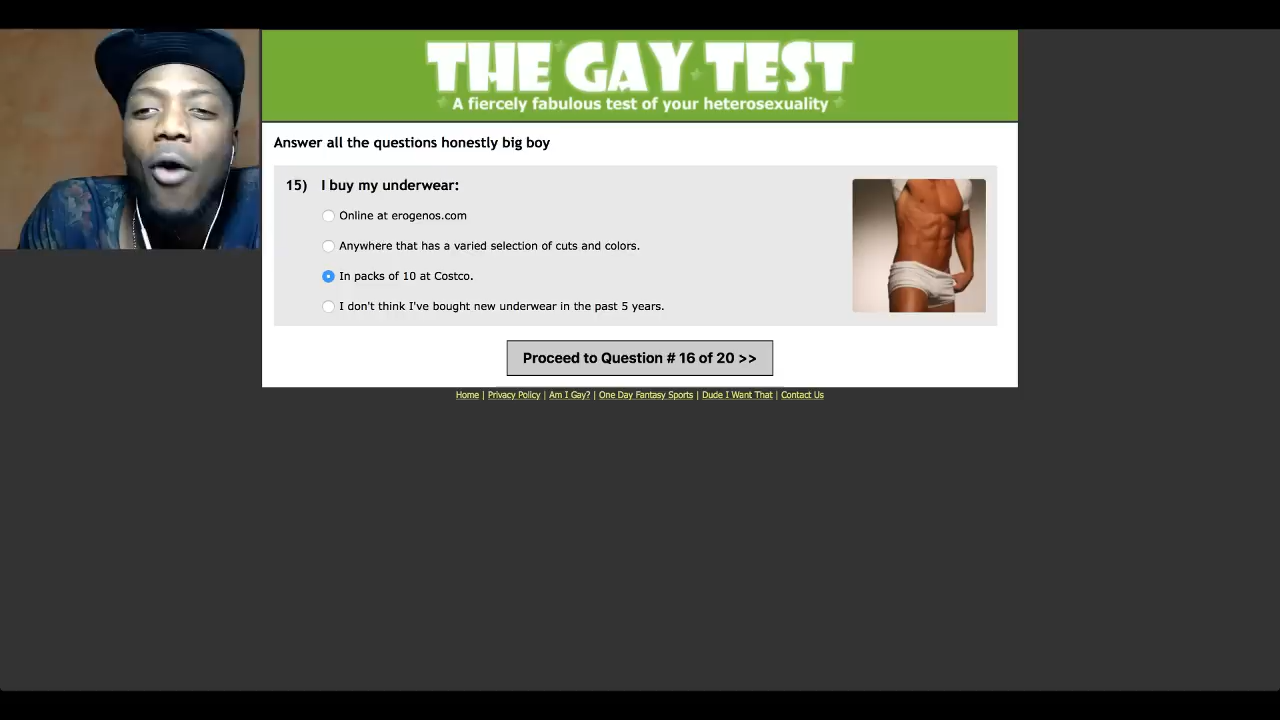 THE GAY TEST
A fiercely fabulous test of your heterosexuality
Answer all the questions honestly big boy
15) I buy my underwear:
Online at erogenos.com
Anywhere that has a varied selection of cuts and colors.
In packs of 10 at Costco.
I don't think I've bought new underwear in the past 5 years.
Proceed to Question # 16 of 20 >>
Home | Privacy Policy | Am I Gay? | One Day Fantasy Sports | Dude I Want That | Contact Us